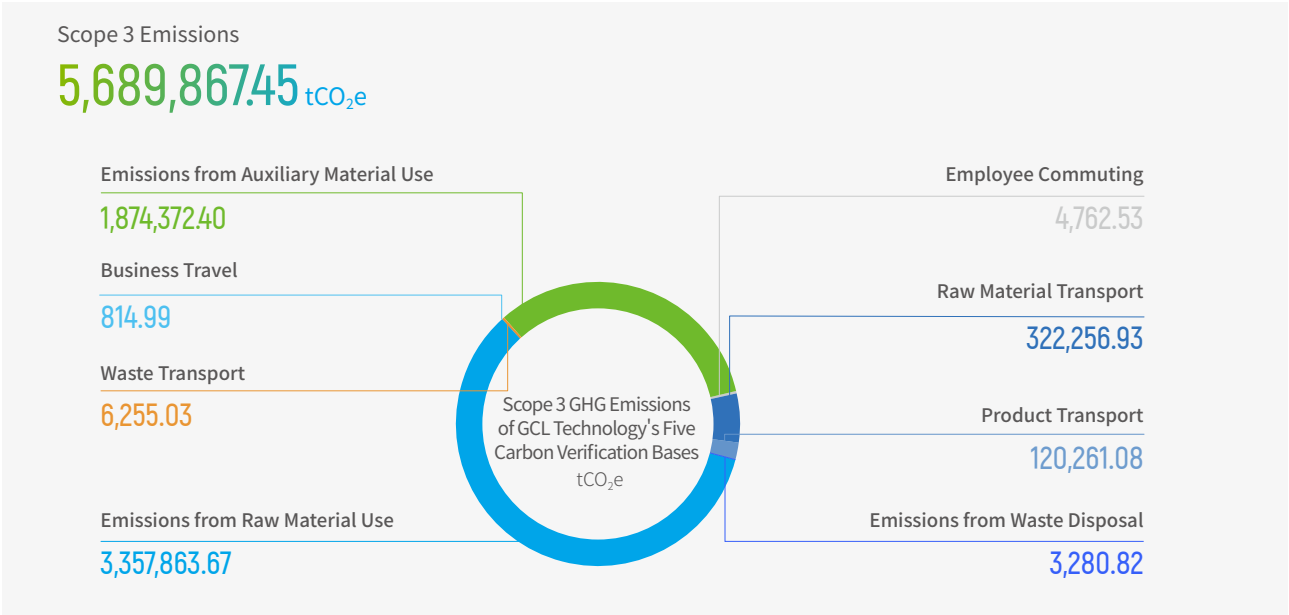 Scope 3 Emissions
5,689,867.45 tCO₂e
Emissions from Auxiliary Material Use
1,874,372.40
Business Travel
814.99
Waste Transport
6,255.03
Emissions from Raw Material Use
3,357,863.67
Scope 3 GHG Emissions
of GCL Technology's Five
Carbon Verification Bases
tCO₂e
Employee Commuting
4,762.53
Raw Material Transport
322,256.93
Product Transport
120,261.08
Emissions from Waste Disposal
3,280.82